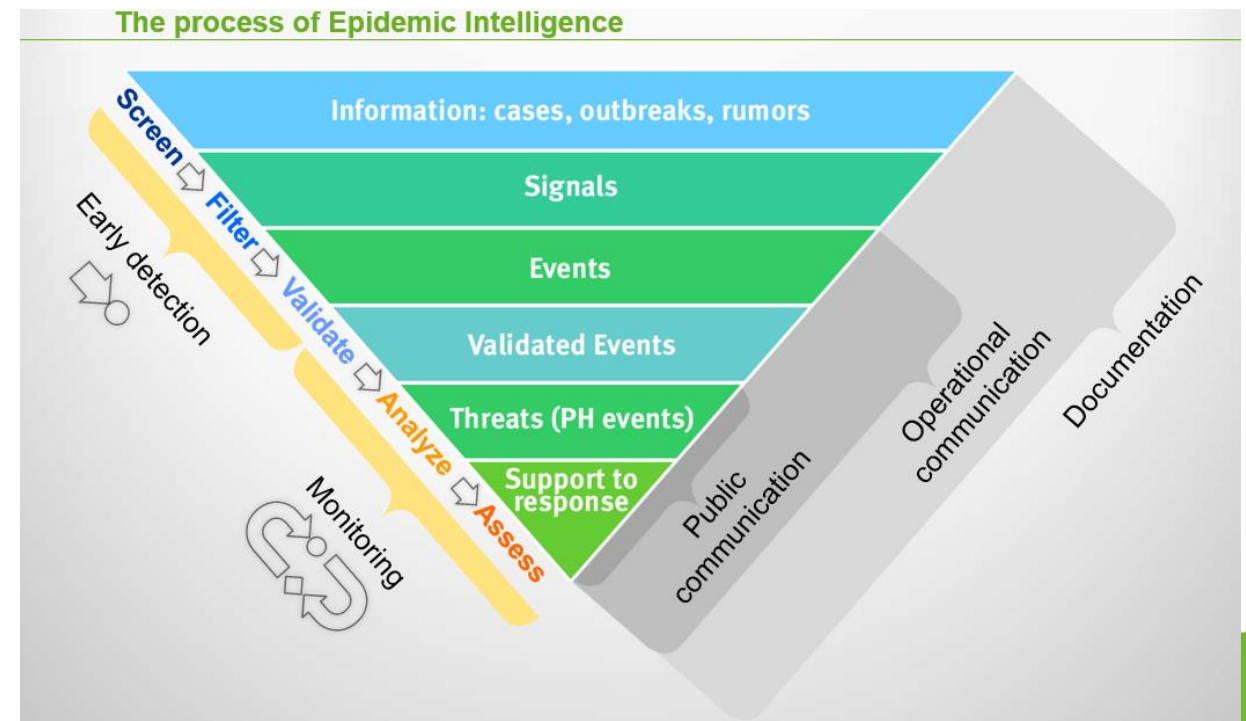 The process of Epidemic Intelligence
Information: cases, outbreaks, rumors
Signals
Events
Validated Events
Threats (PH events)
Support to
response
Screen
Filter
Validate
Analyze
Assess
Early detection
Monitoring
Public
communication
Operational
communication
Documentation